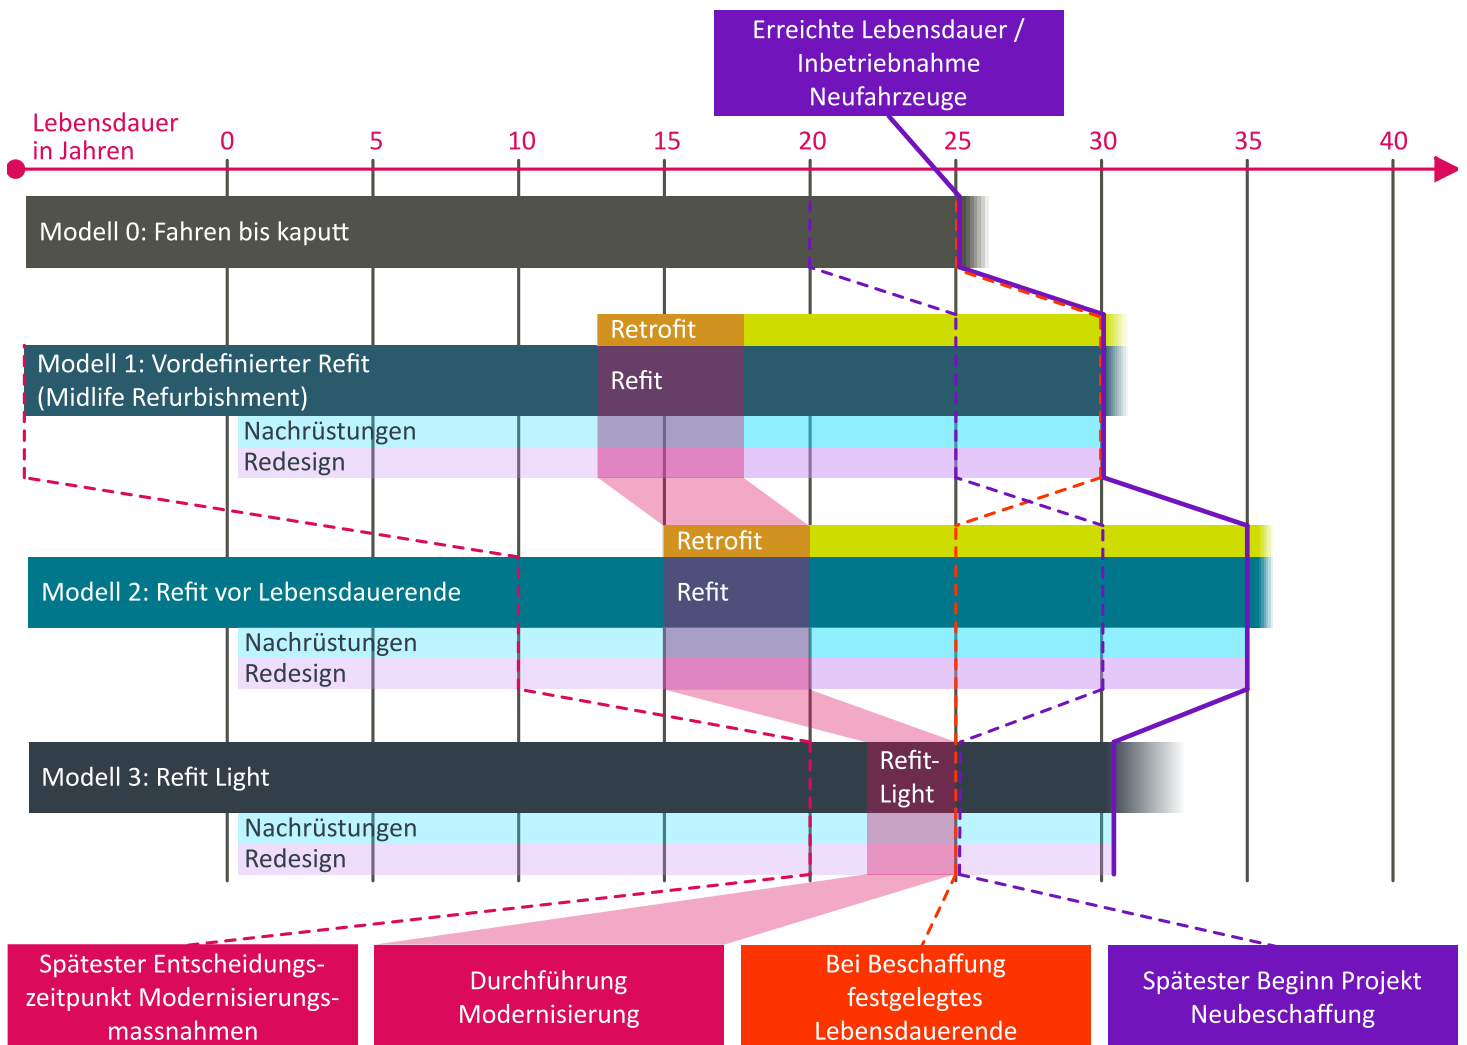 Erreichte Lebensdauer /
Inbetriebnahme
Neufahrzeuge
Lebensdauer
in Jahren
0 5 10 15 20 25 30 35 40
Modell 0: Fahren bis kaputt
Retrofit
Modell 1: Vordefinierter Refit
(Midlife Refurbishment)
Refit
Nachrüstungen
Redesign
Retrofit
Modell 2: Refit vor Lebensdauerende
Refit
Nachrüstungen
Redesign
Modell 3: Refit Light
Refit-
Light
Nachrüstungen
Redesign
Spätester Entscheidungs-
zeitpunkt Modernisierungs-
massnahmen
Durchführung
Modernisierung
Bei Beschaffung
festgelegtes
Lebensdauerende
Spätester Beginn Projekt
Neubeschaffung